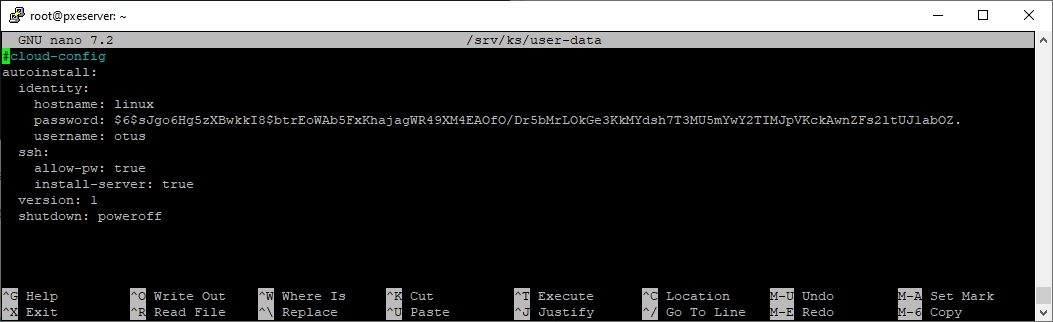 root@pxeserver: ~
GNU nano 7.2 /srv/ks/user-data
#cloud-config
autoinstall:
  identity:
    hostname: linux
    password: $6$sJgo6Hg5zXBwkkI8$btrEoWAb5FxKhajagWR49XM4EAOfO/Dr5bMrLOkGe3KkMYdsh7T3MU5mYwY2TIMJpVKckAwnZFs2ltUJ1abOZ.
    username: otus
  ssh:
    allow-pw: true
    install-server: true
  version: 1
  shutdown: poweroff
^G Help ^O Write Out ^W Where Is ^K Cut ^T Execute ^C Location M-U Undo M-A Set Mark
^X Exit ^R Read File ^\ Replace ^U Paste ^J Justify ^/ Go To Line M-E Redo M-6 Copy